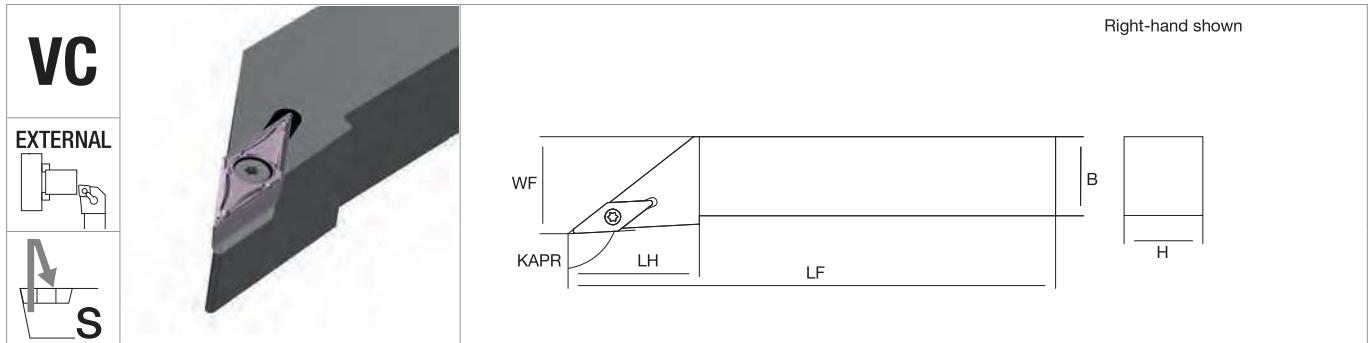 VC
EXTERNAL
S
Right-hand shown
WF
B
KAPR
LH
LF
H